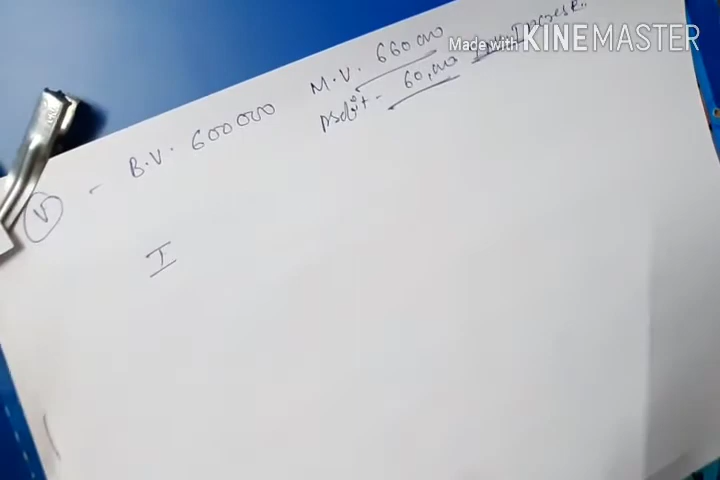 Made with KINEMASTER
M.V. 660000
V - B.V. 600000
Profit - 60,000
I